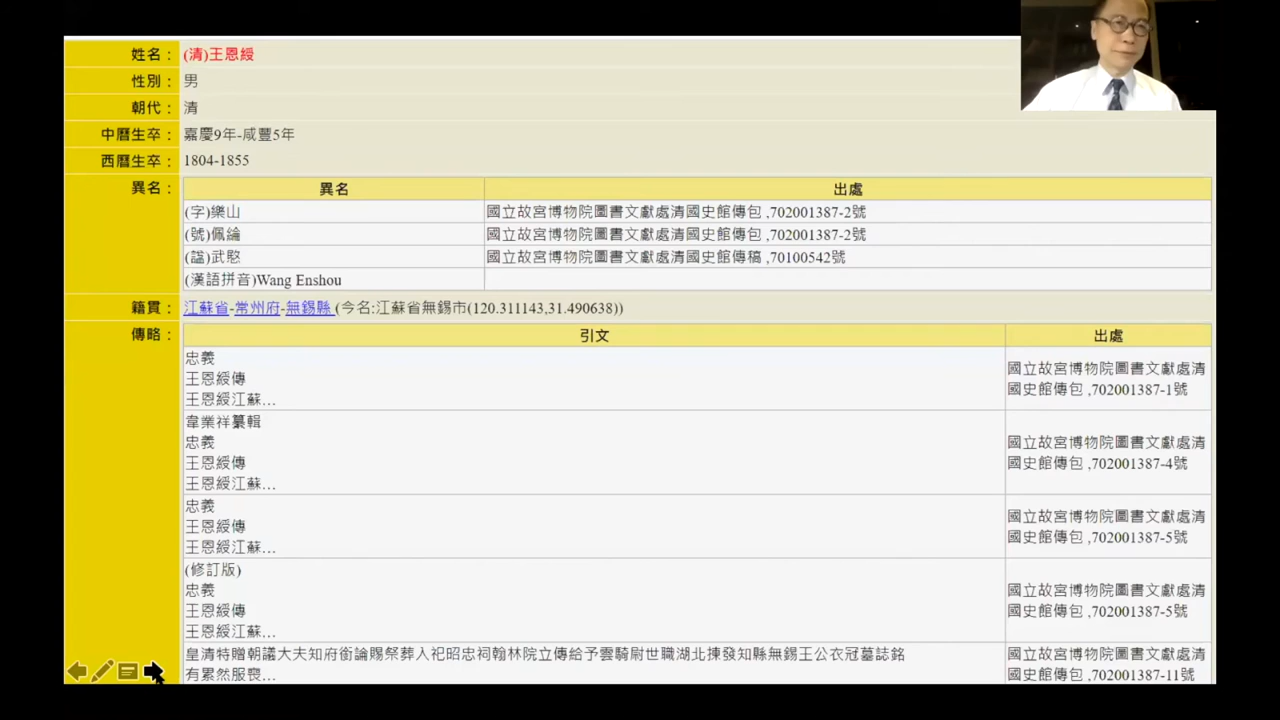 姓名： (清)王恩綬
性別： 男
朝代： 清
中曆生卒： 嘉慶9年-咸豐5年
西曆生卒： 1804-1855
異名： 異名 出處
(字)樂山 國立故宮博物院圖書文獻處清國史館傳包 ,702001387-2號
(號)佩綸 國立故宮博物院圖書文獻處清國史館傳包 ,702001387-2號
(諡)武愍 國立故宮博物院圖書文獻處清國史館傳稿 ,70100542號
(漢語拼音)Wang Enshou
籍貫： 江蘇省-常州府-無錫縣 (今名:江蘇省無錫市(120.311143,31.490638))
傳略： 引文 出處
忠義
王恩綬傳
王恩綬江蘇…
國立故宮博物院圖書文獻處清
國史館傳包 ,702001387-1號
韋業祥纂輯
忠義
王恩綬傳
王恩綬江蘇…
國立故宮博物院圖書文獻處清
國史館傳包 ,702001387-4號
忠義
王恩綬傳
王恩綬江蘇…
國立故宮博物院圖書文獻處清
國史館傳包 ,702001387-5號
(修訂版)
忠義
王恩綬傳
王恩綬江蘇…
國立故宮博物院圖書文獻處清
國史館傳包 ,702001387-5號
皇清特贈朝議大夫知府銜諭賜祭葬入祀昭忠祠翰林院立傳給予雲騎尉世職湖北揀發知縣無錫王公衣冠墓誌銘
有累然服喪…
國立故宮博物院圖書文獻處清
國史館傳包 ,702001387-11號